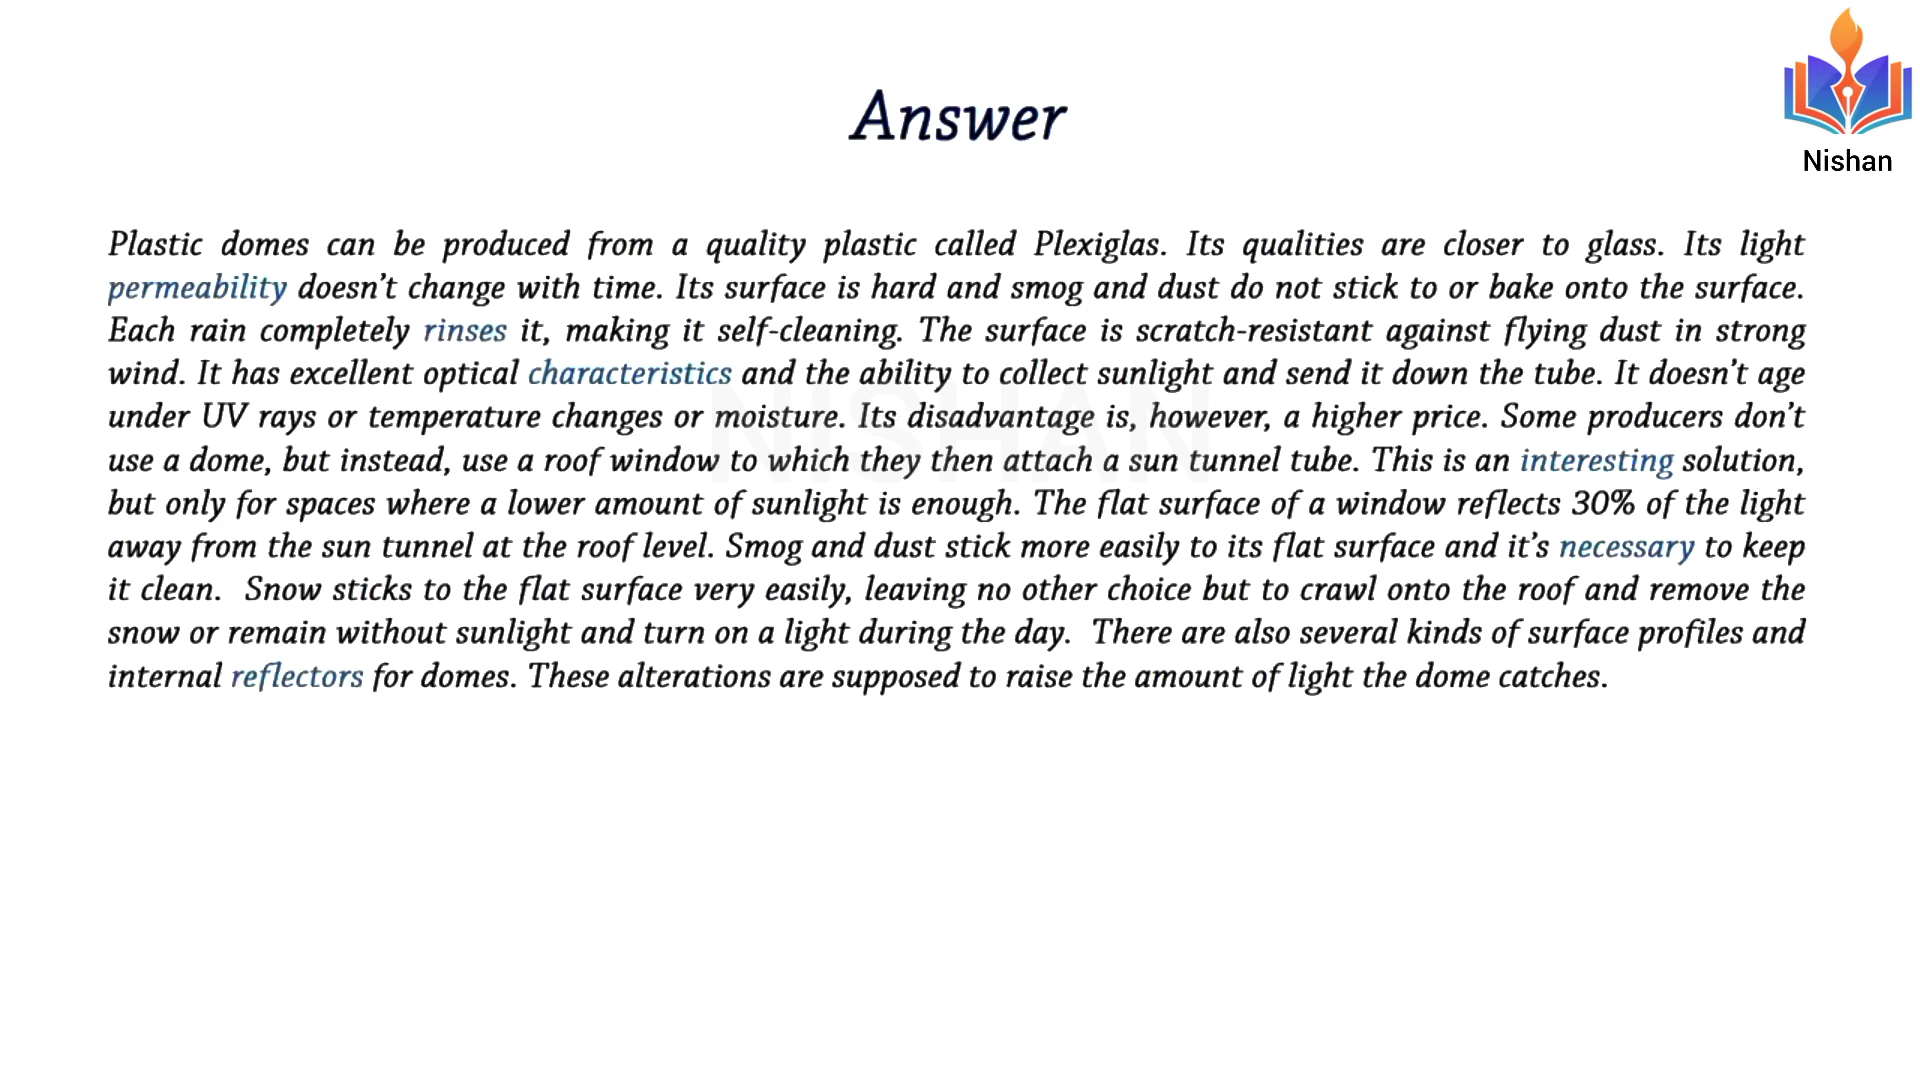 Answer
Nishan
Plastic domes can be produced from a quality plastic called Plexiglas. Its qualities are closer to glass. Its light
permeability doesn’t change with time. Its surface is hard and smog and dust do not stick to or bake onto the surface.
Each rain completely rinses it, making it self-cleaning. The surface is scratch-resistant against flying dust in strong
wind. It has excellent optical characteristics and the ability to collect sunlight and send it down the tube. It doesn’t age
under UV rays or temperature changes or moisture. Its disadvantage is, however, a higher price. Some producers don’t
use a dome, but instead, use a roof window to which they then attach a sun tunnel tube. This is an interesting solution,
but only for spaces where a lower amount of sunlight is enough. The flat surface of a window reflects 30% of the light
away from the sun tunnel at the roof level. Smog and dust stick more easily to its flat surface and it’s necessary to keep
it clean.  Snow sticks to the flat surface very easily, leaving no other choice but to crawl onto the roof and remove the
snow or remain without sunlight and turn on a light during the day.  There are also several kinds of surface profiles and
internal reflectors for domes. These alterations are supposed to raise the amount of light the dome catches.
NISHAN